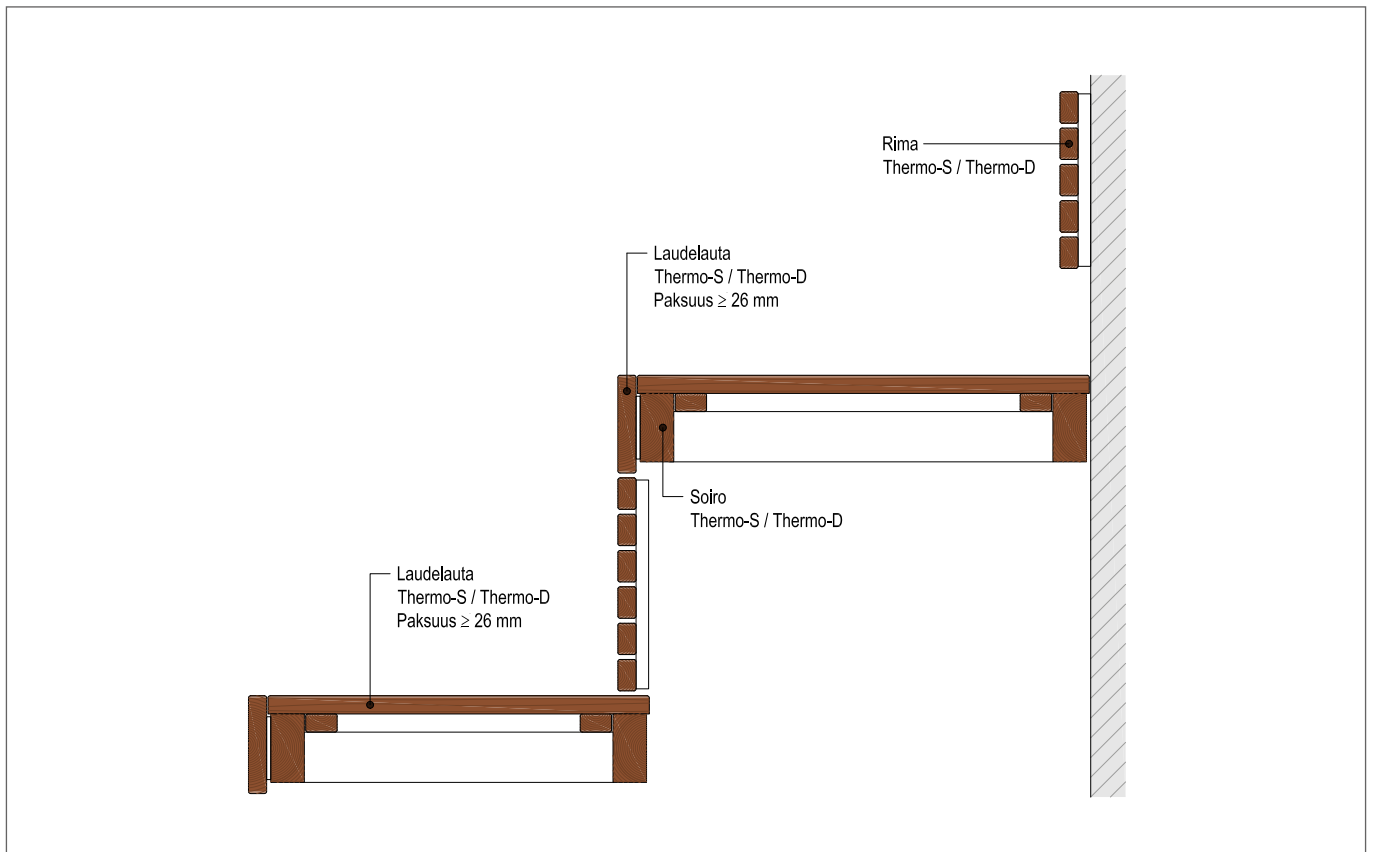 Rima
Thermo-S / Thermo-D
Laudelauta
Thermo-S / Thermo-D
Paksuus ≥ 26 mm
Soiro
Thermo-S / Thermo-D
Laudelauta
Thermo-S / Thermo-D
Paksuus ≥ 26 mm